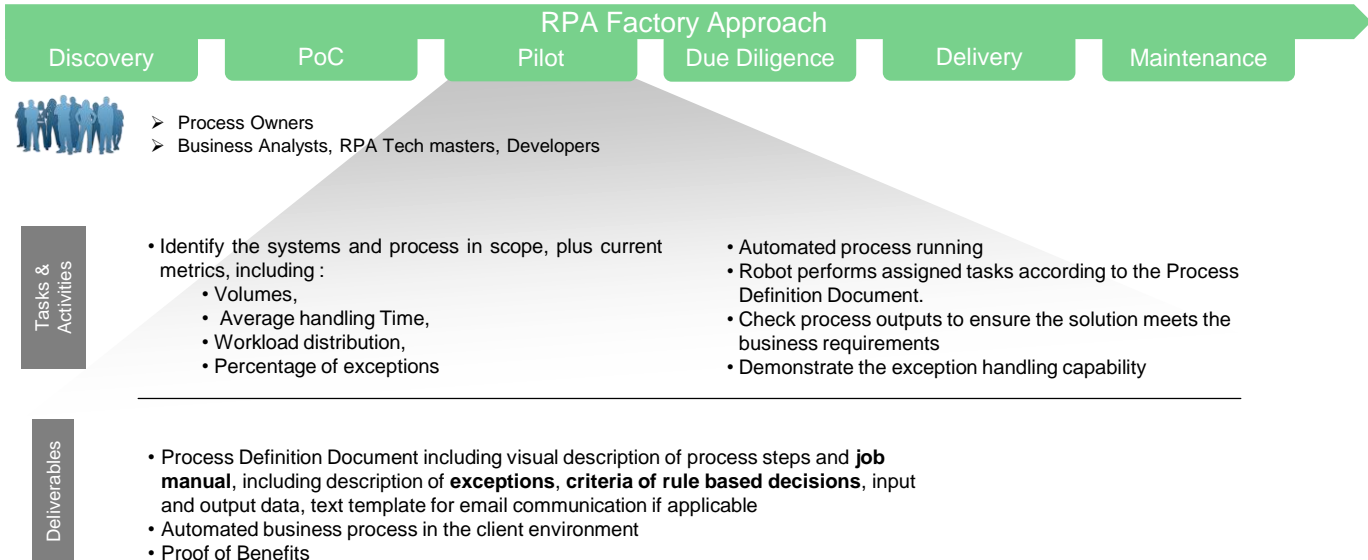 RPA Factory Approach
Discovery
PoC
Pilot
Due Diligence
Delivery
Maintenance
➢ Process Owners
➢ Business Analysts, RPA Tech masters, Developers
Tasks &
Activities
• Identify the systems and process in scope, plus current
metrics, including :
• Volumes,
• Average handling Time,
• Workload distribution,
• Percentage of exceptions
• Automated process running
• Robot performs assigned tasks according to the Process
Definition Document.
• Check process outputs to ensure the solution meets the
business requirements
• Demonstrate the exception handling capability
Deliverables
• Process Definition Document including visual description of process steps and job
manual, including description of exceptions, criteria of rule based decisions, input
and output data, text template for email communication if applicable
• Automated business process in the client environment
• Proof of Benefits